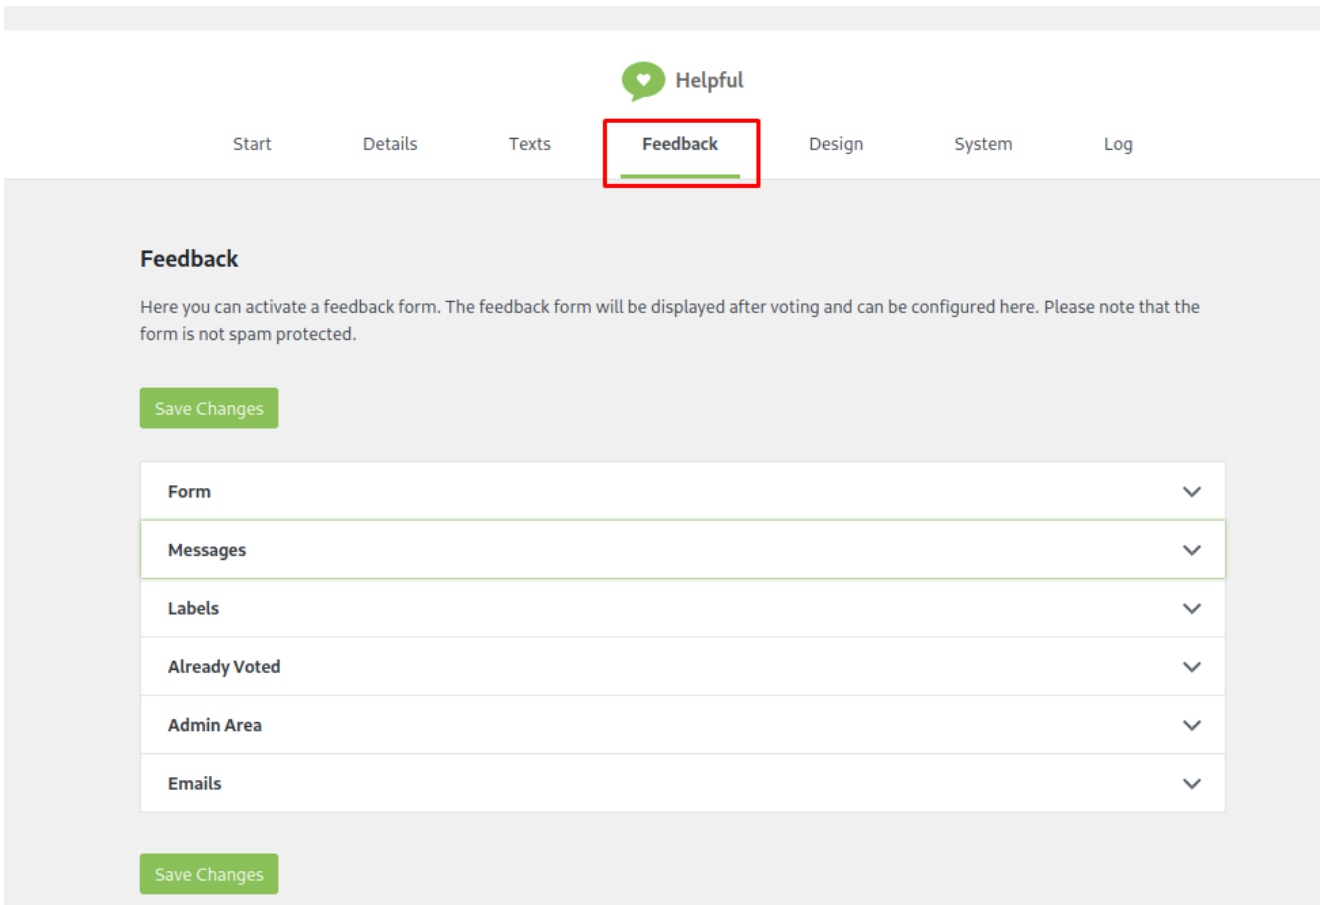 Helpful
Start Details Texts Feedback Design System Log
Feedback
Here you can activate a feedback form. The feedback form will be displayed after voting and can be configured here. Please note that the
form is not spam protected.
Save Changes
Form
Messages
Labels
Already Voted
Admin Area
Emails
Save Changes